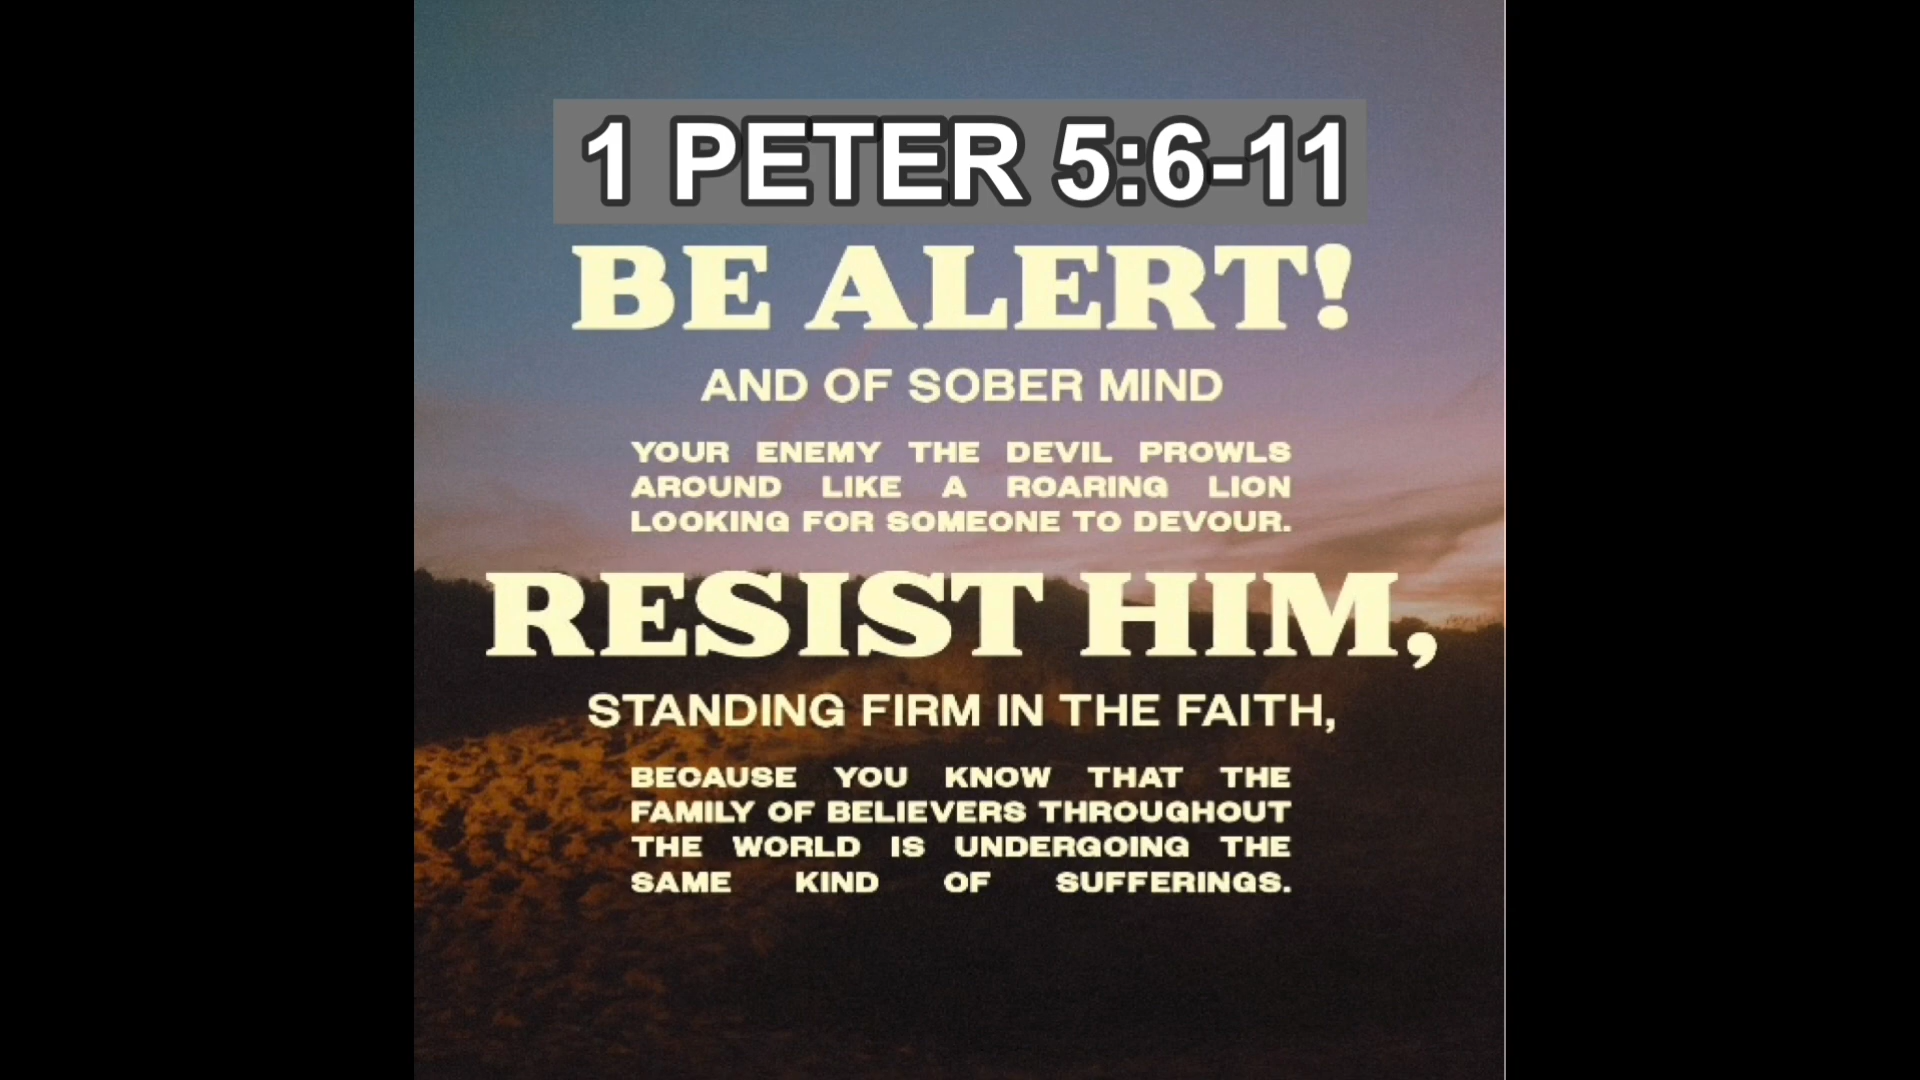 1 PETER 5:6-11
BE ALERT!
AND OF SOBER MIND
YOUR ENEMY THE DEVIL PROWLS
AROUND LIKE A ROARING LION
LOOKING FOR SOMEONE TO DEVOUR.
RESIST HIM,
STANDING FIRM IN THE FAITH,
BECAUSE YOU KNOW THAT THE
FAMILY OF BELIEVERS THROUGHOUT
THE WORLD IS UNDERGOING THE
SAME KIND OF SUFFERINGS.